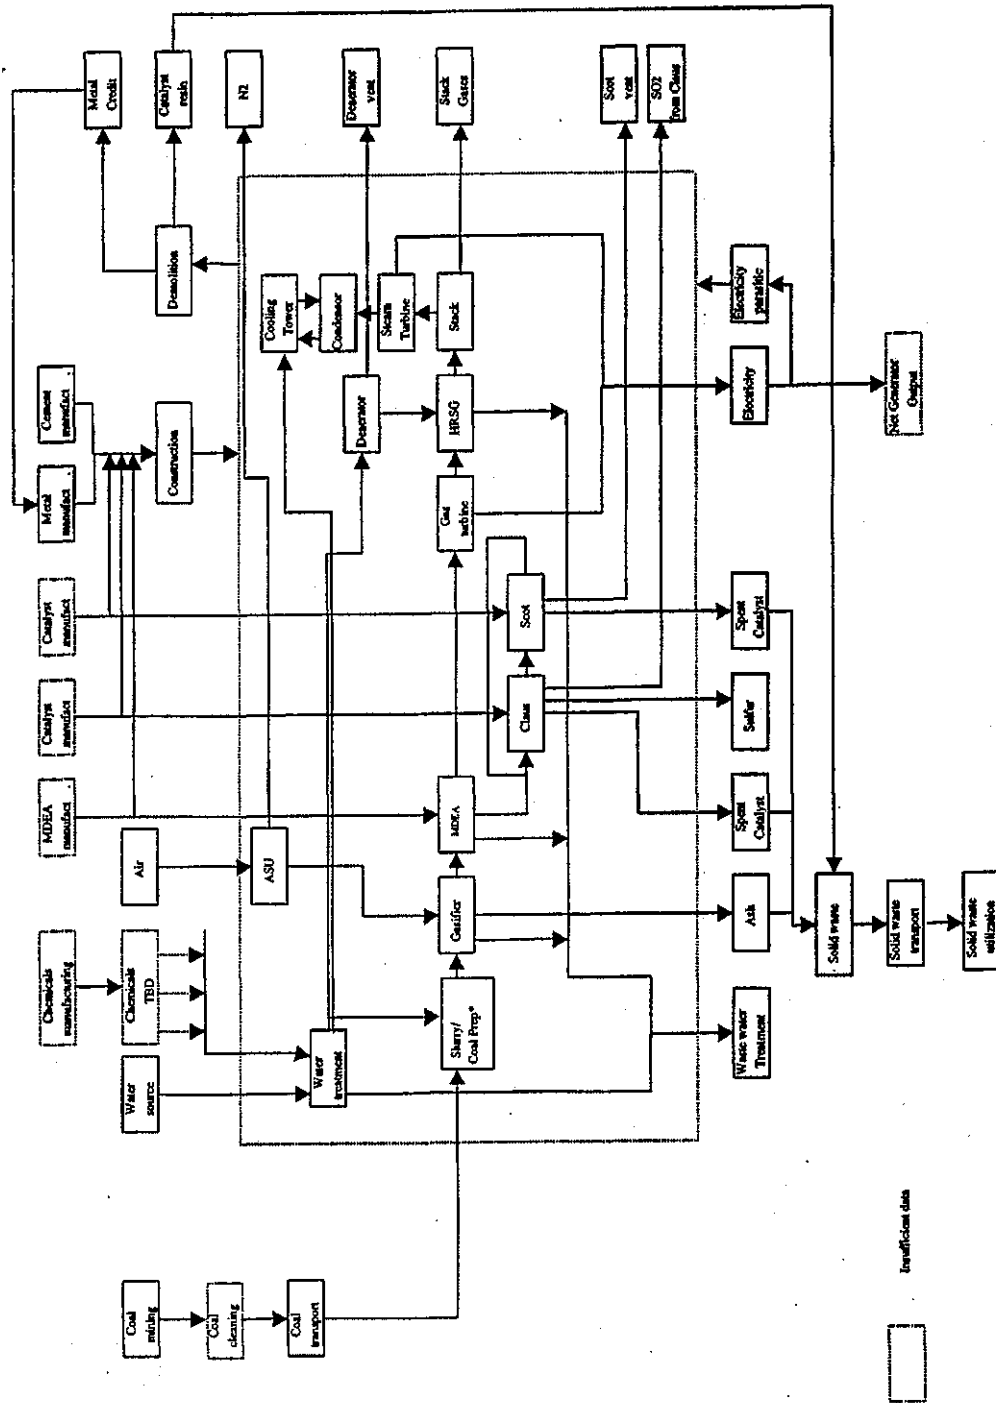 Coal
mining
Coal
cleaning
Coal
transport
Water
source
Chemicals
manufacturing
Chemicals
TBD
Air
MDEA
manufact.
Catalyst
manufact
Catalyst
manufact
Metal
manufact.
Cement
manufact.
Construction
Demolition
Metal
Credit
Catalyst
resin
N2
Water
treatment
ASU
Cooling
Tower
Condensor
Deaerator
Steam
Turbine
Deaerator
vent
Slurry/
Coal Prep*
Gasifier
MDEA
Gas
turbine
HRSG
Stack
Stack
Gases
Claus
Scot
Scot
vent
SO2
from Claus
Waste water
Treatment
Ash
Spent
Catalyst
Sulfur
Spent
Catalyst
Electricity
Electricity
parasitic
Solid waste
Solid waste
transport
Solid waste
utilization
Net Generator
Output
Insufficient data